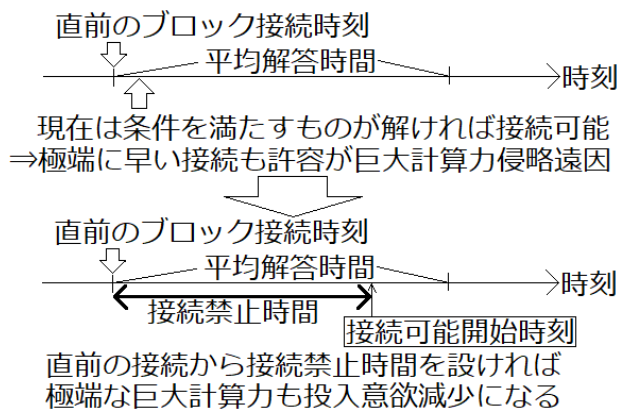 直前のブロック接続時刻
平均解答時間
時刻
現在は条件を満たすものが解ければ接続可能
⇒極端に早い接続も許容が巨大計算力侵略遠因
直前のブロック接続時刻
平均解答時間
時刻
接続禁止時間
接続可能開始時刻
直前の接続から接続禁止時間を設ければ
極端な巨大計算力も投入意欲減少になる